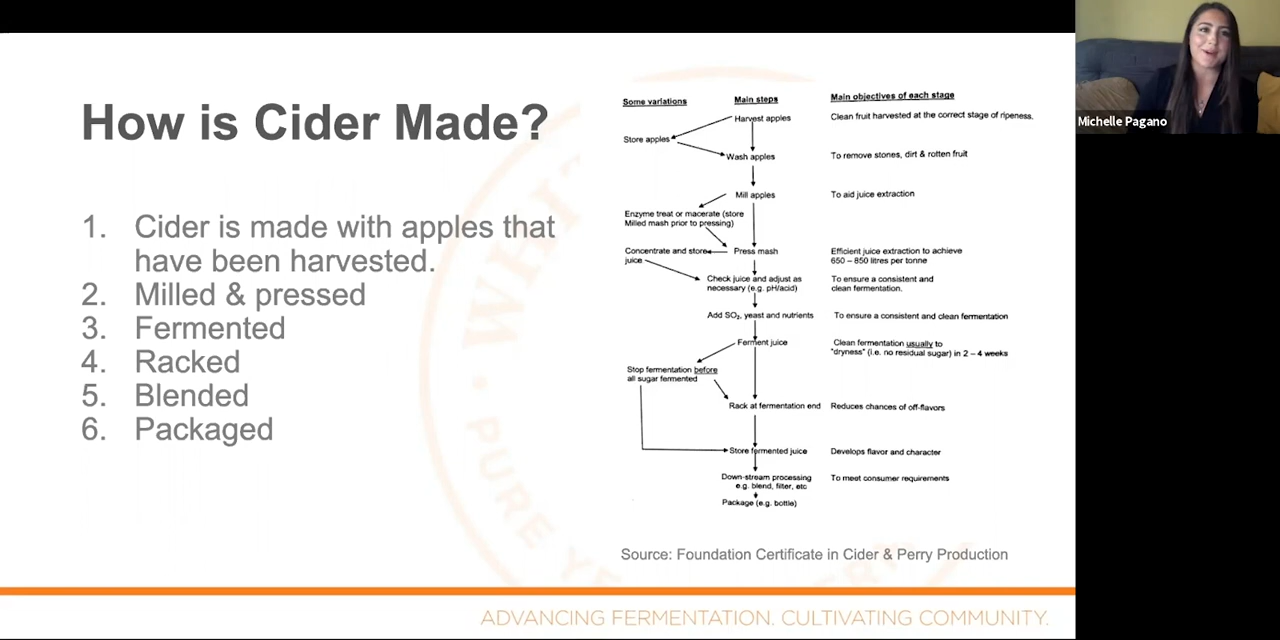 How is Cider Made?
1. Cider is made with apples that
have been harvested.
2. Milled & pressed
3. Fermented
4. Racked
5. Blended
6. Packaged
Some variations
Main steps
Main objectives of each stage
Harvest apples
Clean fruit harvested at the correct stage of ripeness.
Store apples
Wash apples
To remove stones, dirt & rotten fruit
Mill apples
To aid juice extraction
Enzyme treat or macerate (store
Milled mash prior to pressing)
Concentrate and store
juice
Press mash
Efficient juice extraction to achieve
650 – 850 litres per tonne
Check juice and adjust as
necessary (e.g. pH/acid)
To ensure a consistent and
clean fermentation.
Add SO₂, yeast and nutrients
To ensure a consistent and clean fermentation
Ferment juice
Clean fermentation usually to
"dryness" (i.e. no residual sugar) in 2 – 4 weeks
Stop fermentation before
all sugar fermented
Rack at fermentation end
Reduces chances of off-flavors
Store fermented juice
Develops flavor and character
Down-stream processing
e.g. blend, filter, etc
To meet consumer requirements
Package (e.g. bottle)
Source: Foundation Certificate in Cider & Perry Production
ADVANCING FERMENTATION. CULTIVATING COMMUNITY.
Michelle Pagano